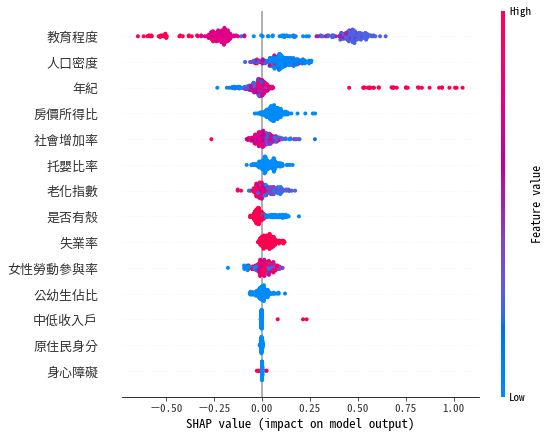 High
教育程度
人口密度
年紀
房價所得比
社會增加率
托嬰比率
老化指數
是否有殼
失業率
女性勞動參與率
公幼生佔比
中低收入戶
原住民身分
身心障礙
Feature value
Low
−0.50 −0.25 0.00 0.25 0.50 0.75 1.00
SHAP value (impact on model output)